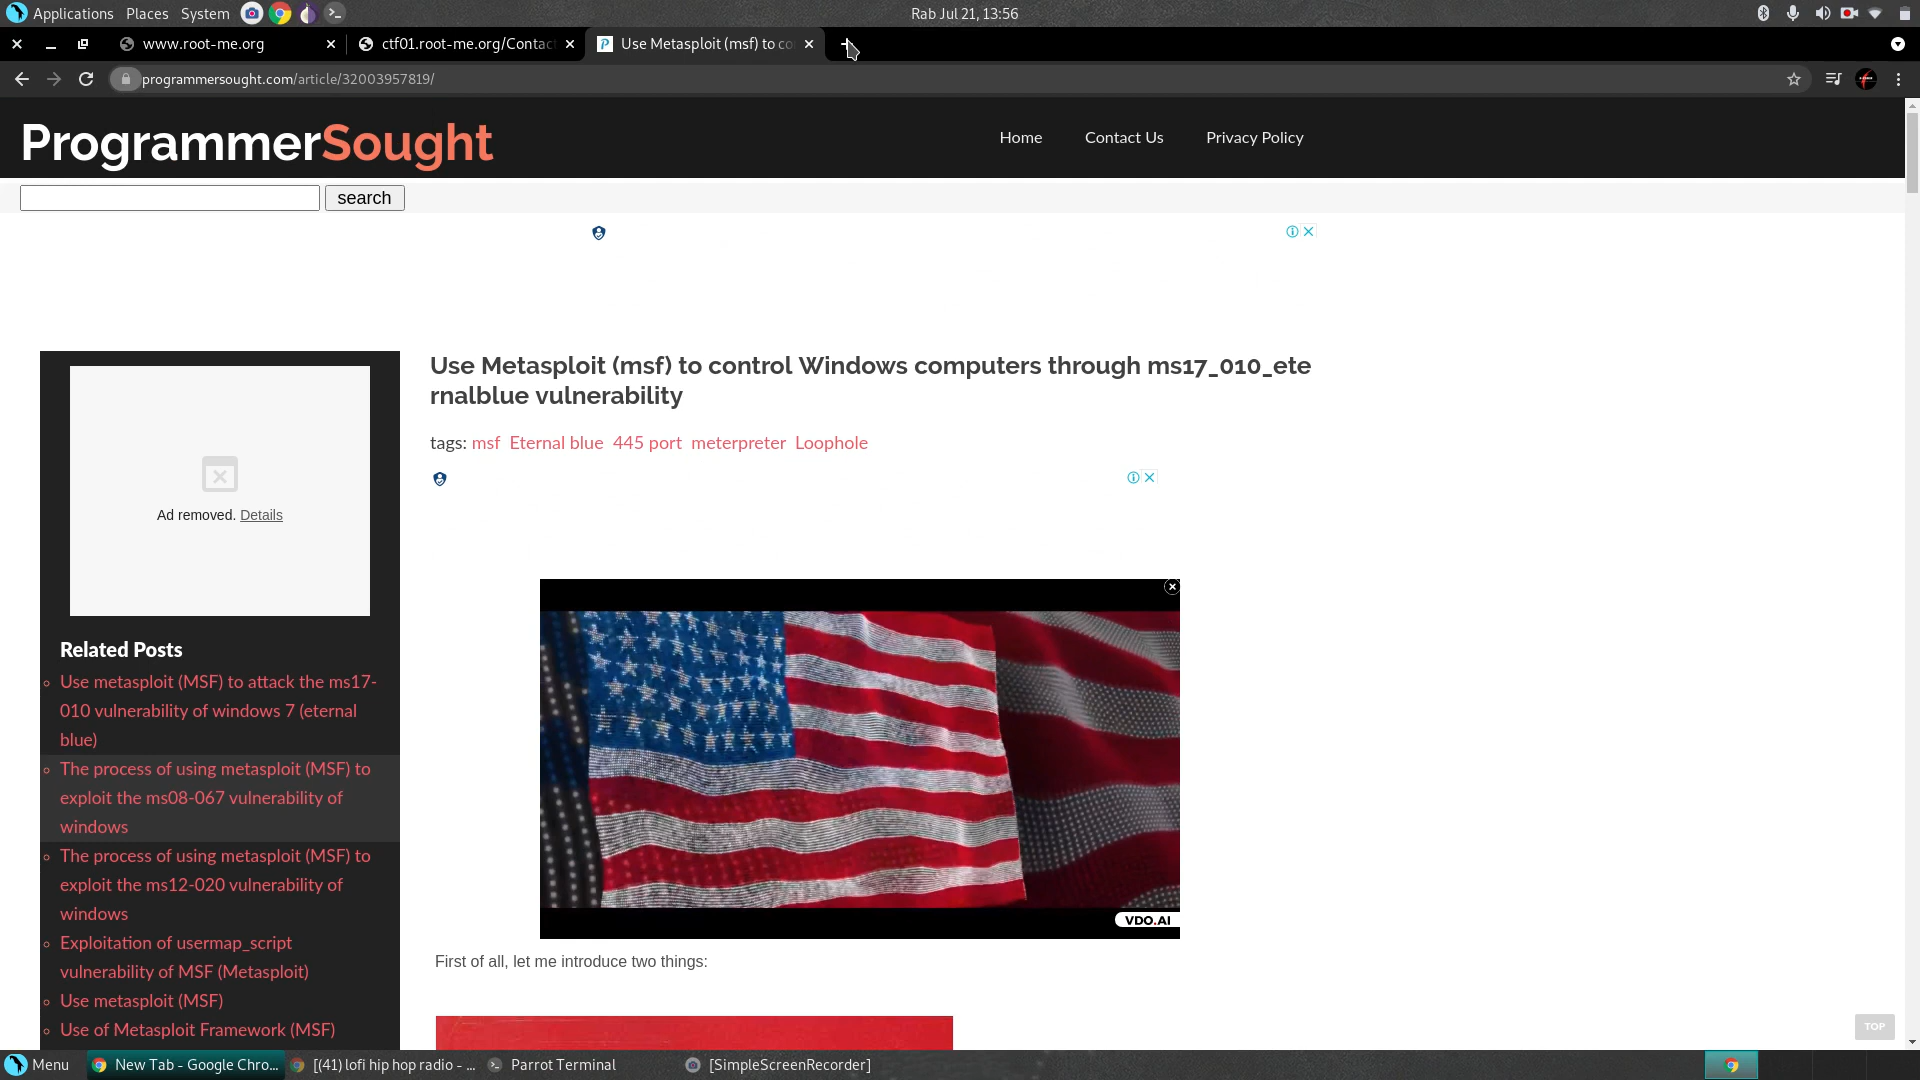 Applications Places System
Rab Jul 21, 13:56
www.root-me.org
ctf01.root-me.org/Contac
Use Metasploit (msf) to co
programmersought.com/article/32003957819/
ProgrammerSought
Home
Contact Us
Privacy Policy
search
Use Metasploit (msf) to control Windows computers through ms17_010_ete
rnalblue vulnerability
tags: msf Eternal blue 445 port meterpreter Loophole
Ad removed. Details
Related Posts
Use metasploit (MSF) to attack the ms17-
010 vulnerability of windows 7 (eternal
blue)
The process of using metasploit (MSF) to
exploit the ms08-067 vulnerability of
windows
The process of using metasploit (MSF) to
exploit the ms12-020 vulnerability of
windows
Exploitation of usermap_script
vulnerability of MSF (Metasploit)
Use metasploit (MSF)
Use of Metasploit Framework (MSF)
VDO.AI
First of all, let me introduce two things:
TOP
Menu
New Tab - Google Chro...
[(41) lofi hip hop radio - ...
Parrot Terminal
[SimpleScreenRecorder]